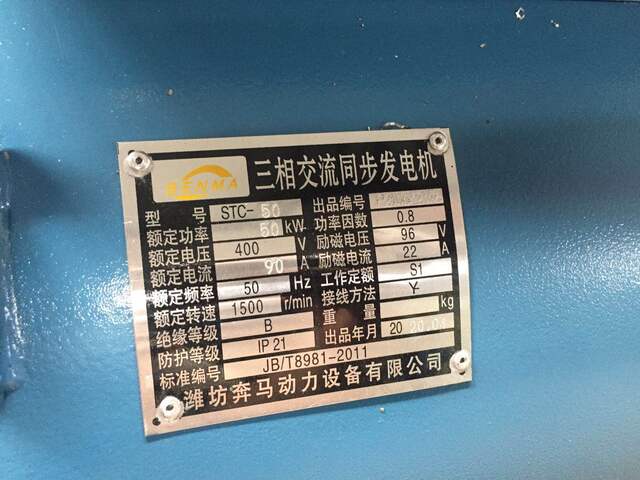 BENMA 三相交流同步发电机
型号 STC-50 出品编号
额定功率 50 kW 功率因数 0.8
额定电压 400 V 励磁电压 96 V
额定电流 90 A 励磁电流 22 A
额定频率 50 Hz 工作定额 S1
额定转速 1500 r/min 接线方法 Y
绝缘等级 B 重量 kg
防护等级 IP 21 出品年月 20 20.04
标准编号 JB/T8981-2011
潍坊奔马动力设备有限公司